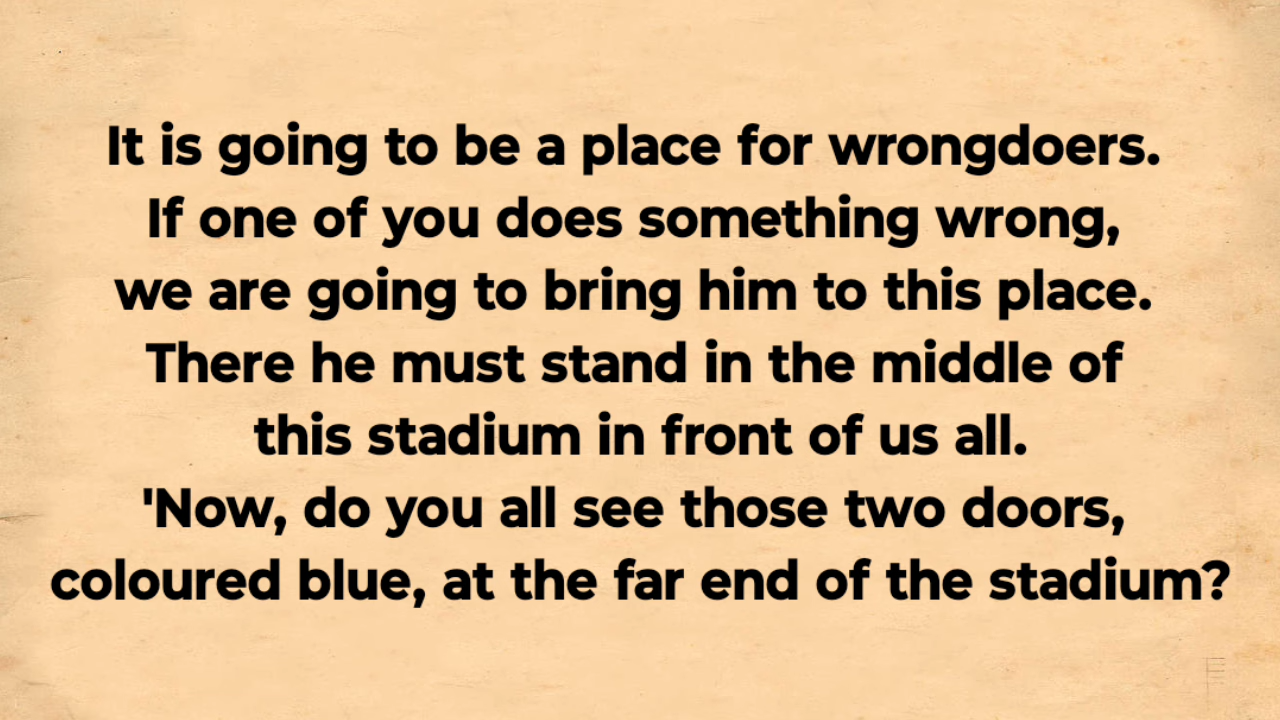 It is going to be a place for wrongdoers.
If one of you does something wrong,
we are going to bring him to this place.
There he must stand in the middle of
this stadium in front of us all.
'Now, do you all see those two doors,
coloured blue, at the far end of the stadium?